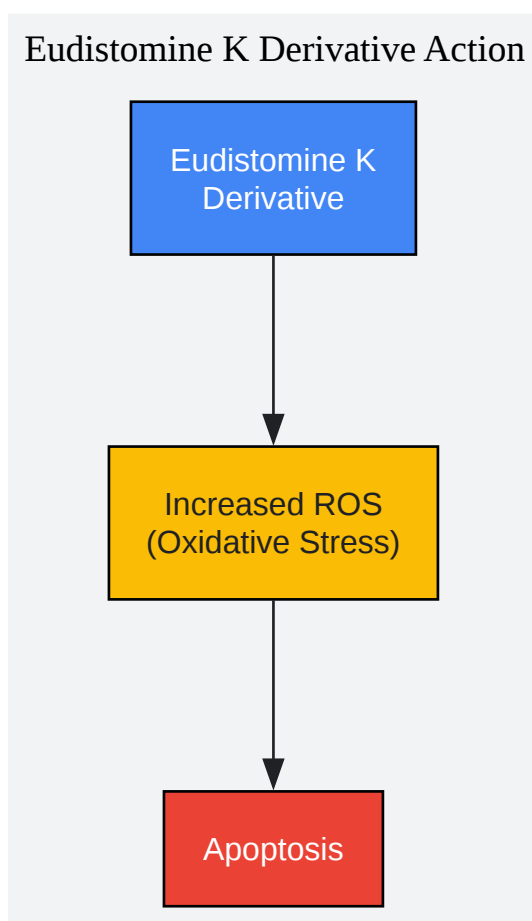 Eudistomine K Derivative Action
Eudistomine K
Derivative
Increased ROS
(Oxidative Stress)
Apoptosis